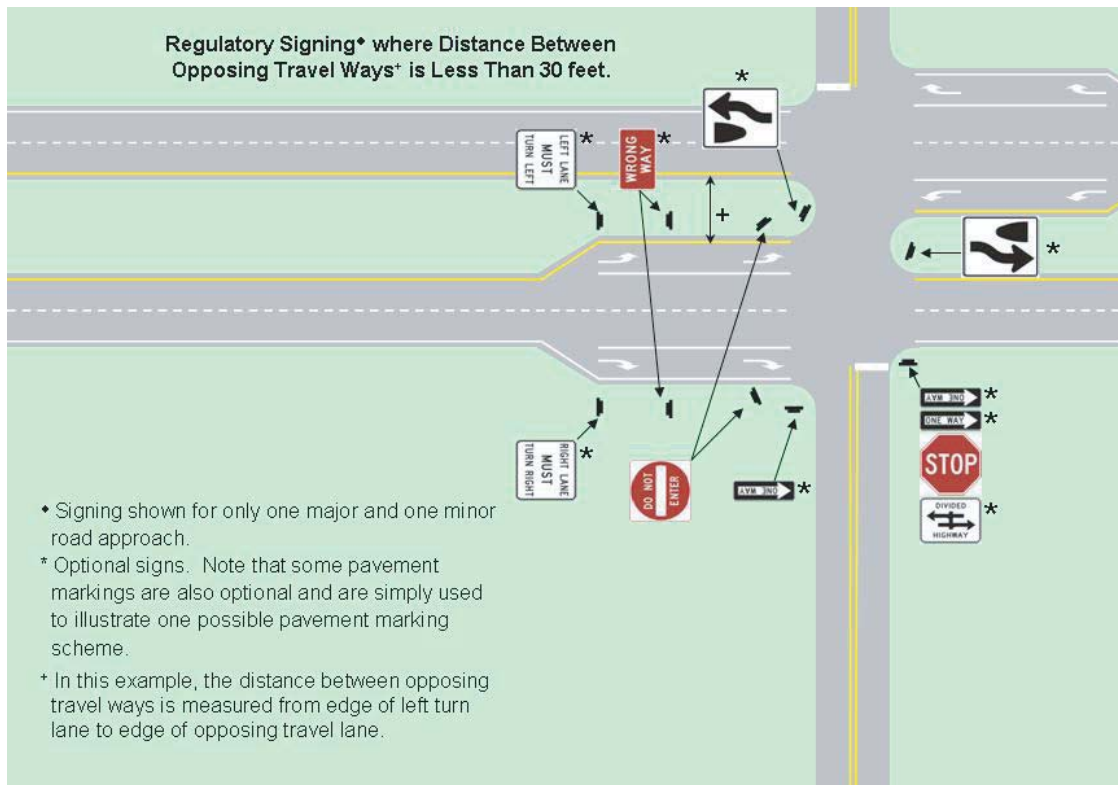 Regulatory Signing♦ where Distance Between
Opposing Travel Ways+ is Less Than 30 feet.
*
LEFT LANE
MUST
TURN LEFT
*
WRONG
WAY
*
+
*
RIGHT LANE
MUST
TURN RIGHT
*
DO NOT
ENTER
ONE WAY
*
ONE WAY
*
ONE WAY
*
STOP
DIVIDED
HIGHWAY
*
♦ Signing shown for only one major and one minor
road approach.
* Optional signs. Note that some pavement
markings are also optional and are simply used
to illustrate one possible pavement marking
scheme.
+ In this example, the distance between opposing
travel ways is measured from edge of left turn
lane to edge of opposing travel lane.